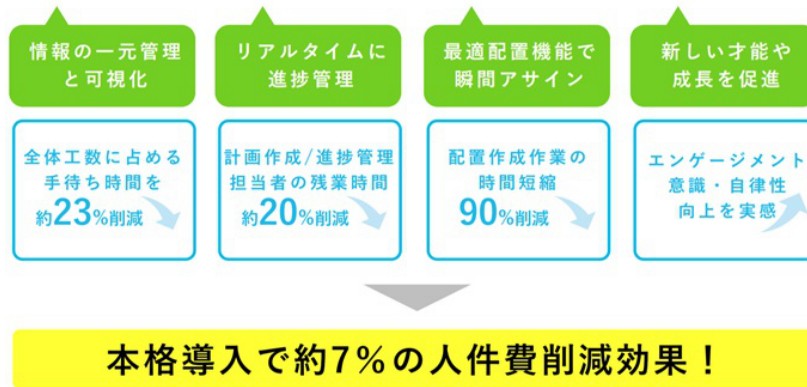 情報の一元管理
と可視化
リアルタイムに
進捗管理
最適配置機能で
瞬間アサイン
新しい才能や
成長を促進
全体工数に占める
手待ち時間を
約23%削減
計画作成/進捗管理
担当者の残業時間
約20%削減
配置作成作業の
時間短縮
90%削減
エンゲージメント
意識・自律性
向上を実感
本格導入で約7%の人件費削減効果！